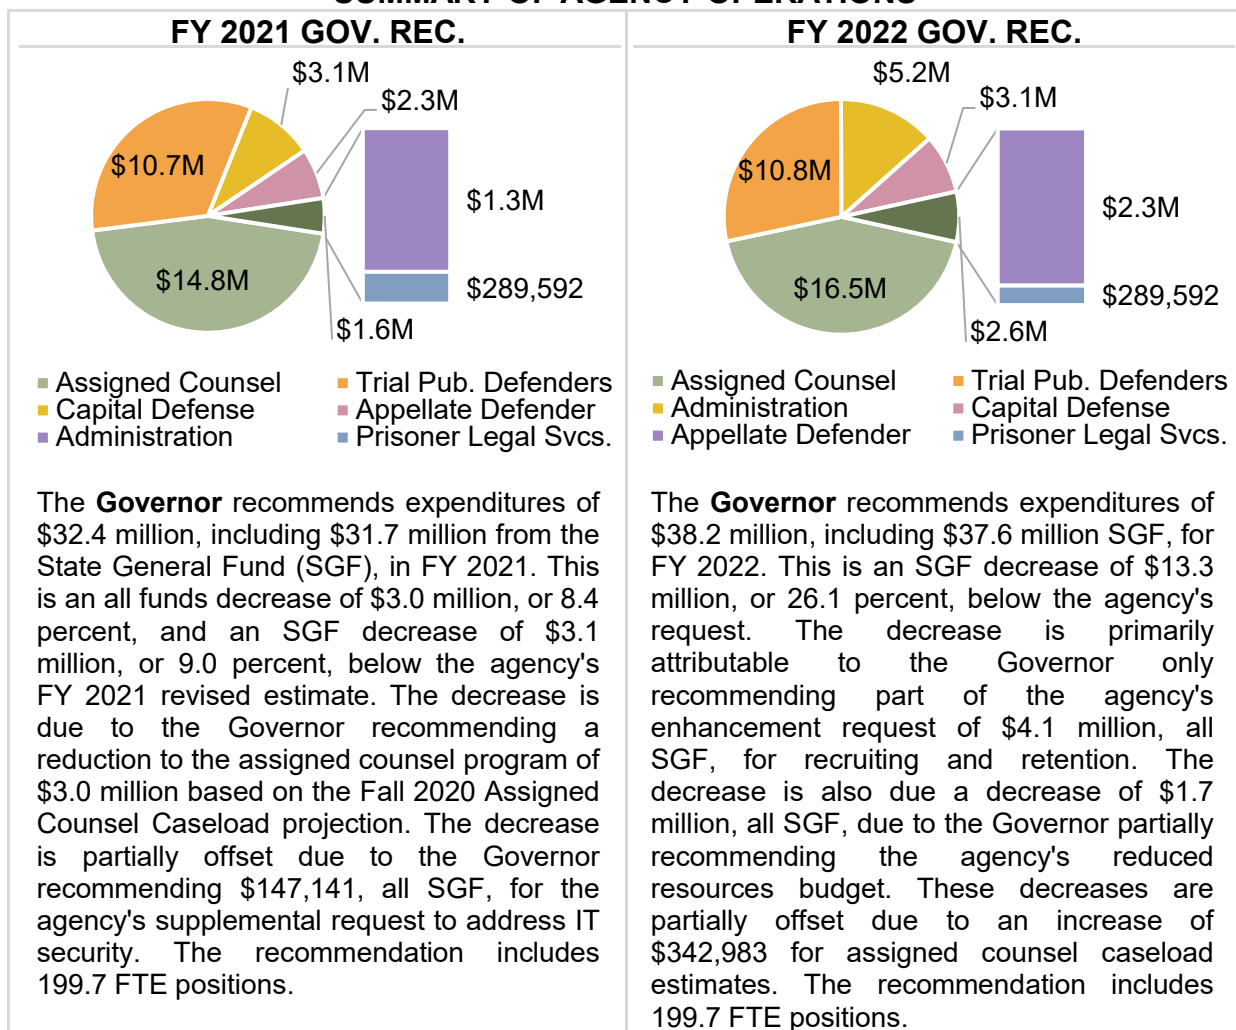 SUMMARY OF AGENCY OPERATIONS
FY 2021 GOV. REC.
$3.1M
$2.3M
$10.7M
$1.3M
$14.8M
$289,592
$1.6M
Assigned Counsel
Trial Pub. Defenders
Capital Defense
Appellate Defender
Administration
Prisoner Legal Svcs.
The Governor recommends expenditures of
$32.4 million, including $31.7 million from the
State General Fund (SGF), in FY 2021. This
is an all funds decrease of $3.0 million, or 8.4
percent, and an SGF decrease of $3.1
million, or 9.0 percent, below the agency's
FY 2021 revised estimate. The decrease is
due to the Governor recommending a
reduction to the assigned counsel program of
$3.0 million based on the Fall 2020 Assigned
Counsel Caseload projection. The decrease
is partially offset due to the Governor
recommending $147,141, all SGF, for the
agency's supplemental request to address IT
security. The recommendation includes
199.7 FTE positions.
FY 2022 GOV. REC.
$5.2M
$3.1M
$10.8M
$2.3M
$16.5M
$289,592
$2.6M
Assigned Counsel
Trial Pub. Defenders
Administration
Capital Defense
Appellate Defender
Prisoner Legal Svcs.
The Governor recommends expenditures of
$38.2 million, including $37.6 million SGF, for
FY 2022. This is an SGF decrease of $13.3
million, or 26.1 percent, below the agency's
request. The decrease is primarily
attributable to the Governor only
recommending part of the agency's
enhancement request of $4.1 million, all
SGF, for recruiting and retention. The
decrease is also due a decrease of $1.7
million, all SGF, due to the Governor partially
recommending the agency's reduced
resources budget. These decreases are
partially offset due to an increase of
$342,983 for assigned counsel caseload
estimates. The recommendation includes
199.7 FTE positions.